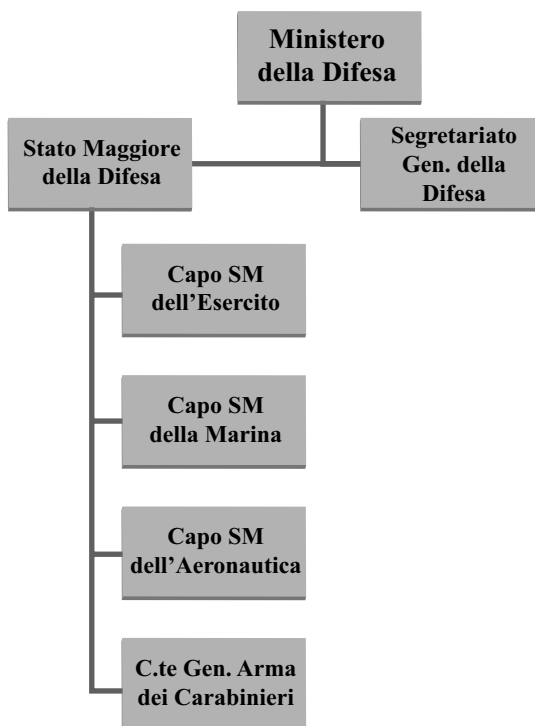 Ministero
della Difesa
Stato Maggiore
della Difesa
Segretariato
Gen. della
Difesa
Capo SM
dell’Esercito
Capo SM
della Marina
Capo SM
dell’Aeronautica
C.te Gen. Arma
dei Carabinieri